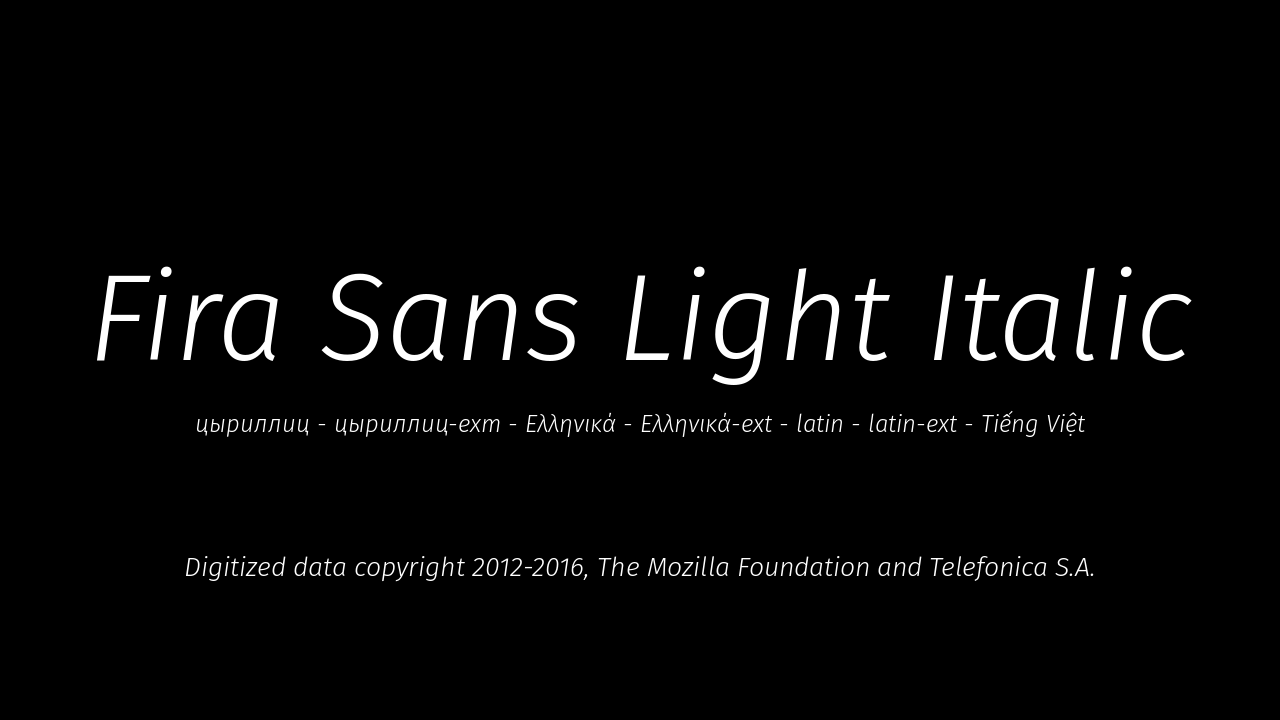 Fira Sans Light Italic
цыриллиц - цыриллиц-ехт - Ελληνικά - Ελληνικά-ext - latin - latin-ext - Tiếng Việt
Digitized data copyright 2012-2016, The Mozilla Foundation and Telefonica S.A.